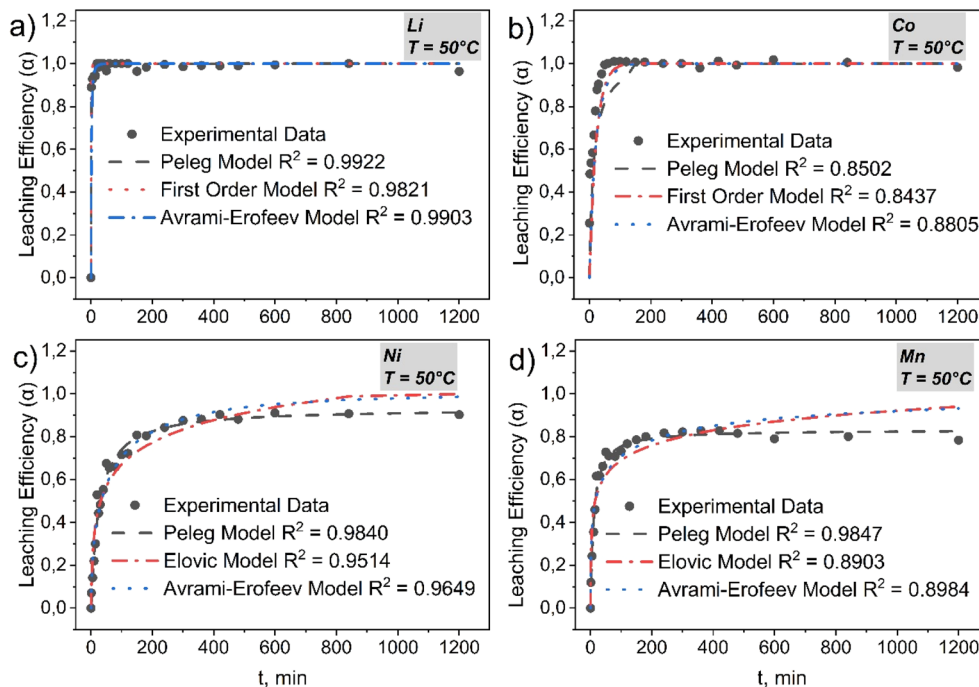 a)
Li
T = 50°C
Leaching Efficiency (α)
1,2
1,0
0,8
0,6
0,4
0,2
0,0
Experimental Data
Peleg Model R² = 0.9922
First Order Model R² = 0.9821
Avrami-Erofeev Model R² = 0.9903
0 200 400 600 800 1000 1200
b)
Co
T = 50°C
Leaching Efficiency (α)
1,2
1,0
0,8
0,6
0,4
0,2
0,0
Experimental Data
Peleg Model R² = 0.8502
First Order Model R² = 0.8437
Avrami-Erofeev Model R² = 0.8805
0 200 400 600 800 1000 1200
c)
Ni
T = 50°C
Leaching Efficiency (α)
1,2
1,0
0,8
0,6
0,4
0,2
0,0
Experimental Data
Peleg Model R² = 0.9840
Elovic Model R² = 0.9514
Avrami-Erofeev Model R² = 0.9649
0 200 400 600 800 1000 1200
t, min
d)
Mn
T = 50°C
Leaching Efficiency (α)
1,2
1,0
0,8
0,6
0,4
0,2
0,0
Experimental Data
Peleg Model R² = 0.9847
Elovic Model R² = 0.8903
Avrami-Erofeev Model R² = 0.8984
0 200 400 600 800 1000 1200
t, min